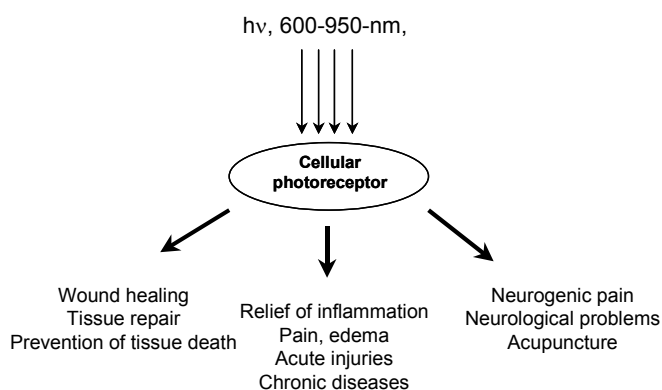 hν, 600-950-nm,
Cellular
photoreceptor
Wound healing
Tissue repair
Prevention of tissue death
Relief of inflammation
Pain, edema
Acute injuries
Chronic diseases
Neurogenic pain
Neurological problems
Acupuncture